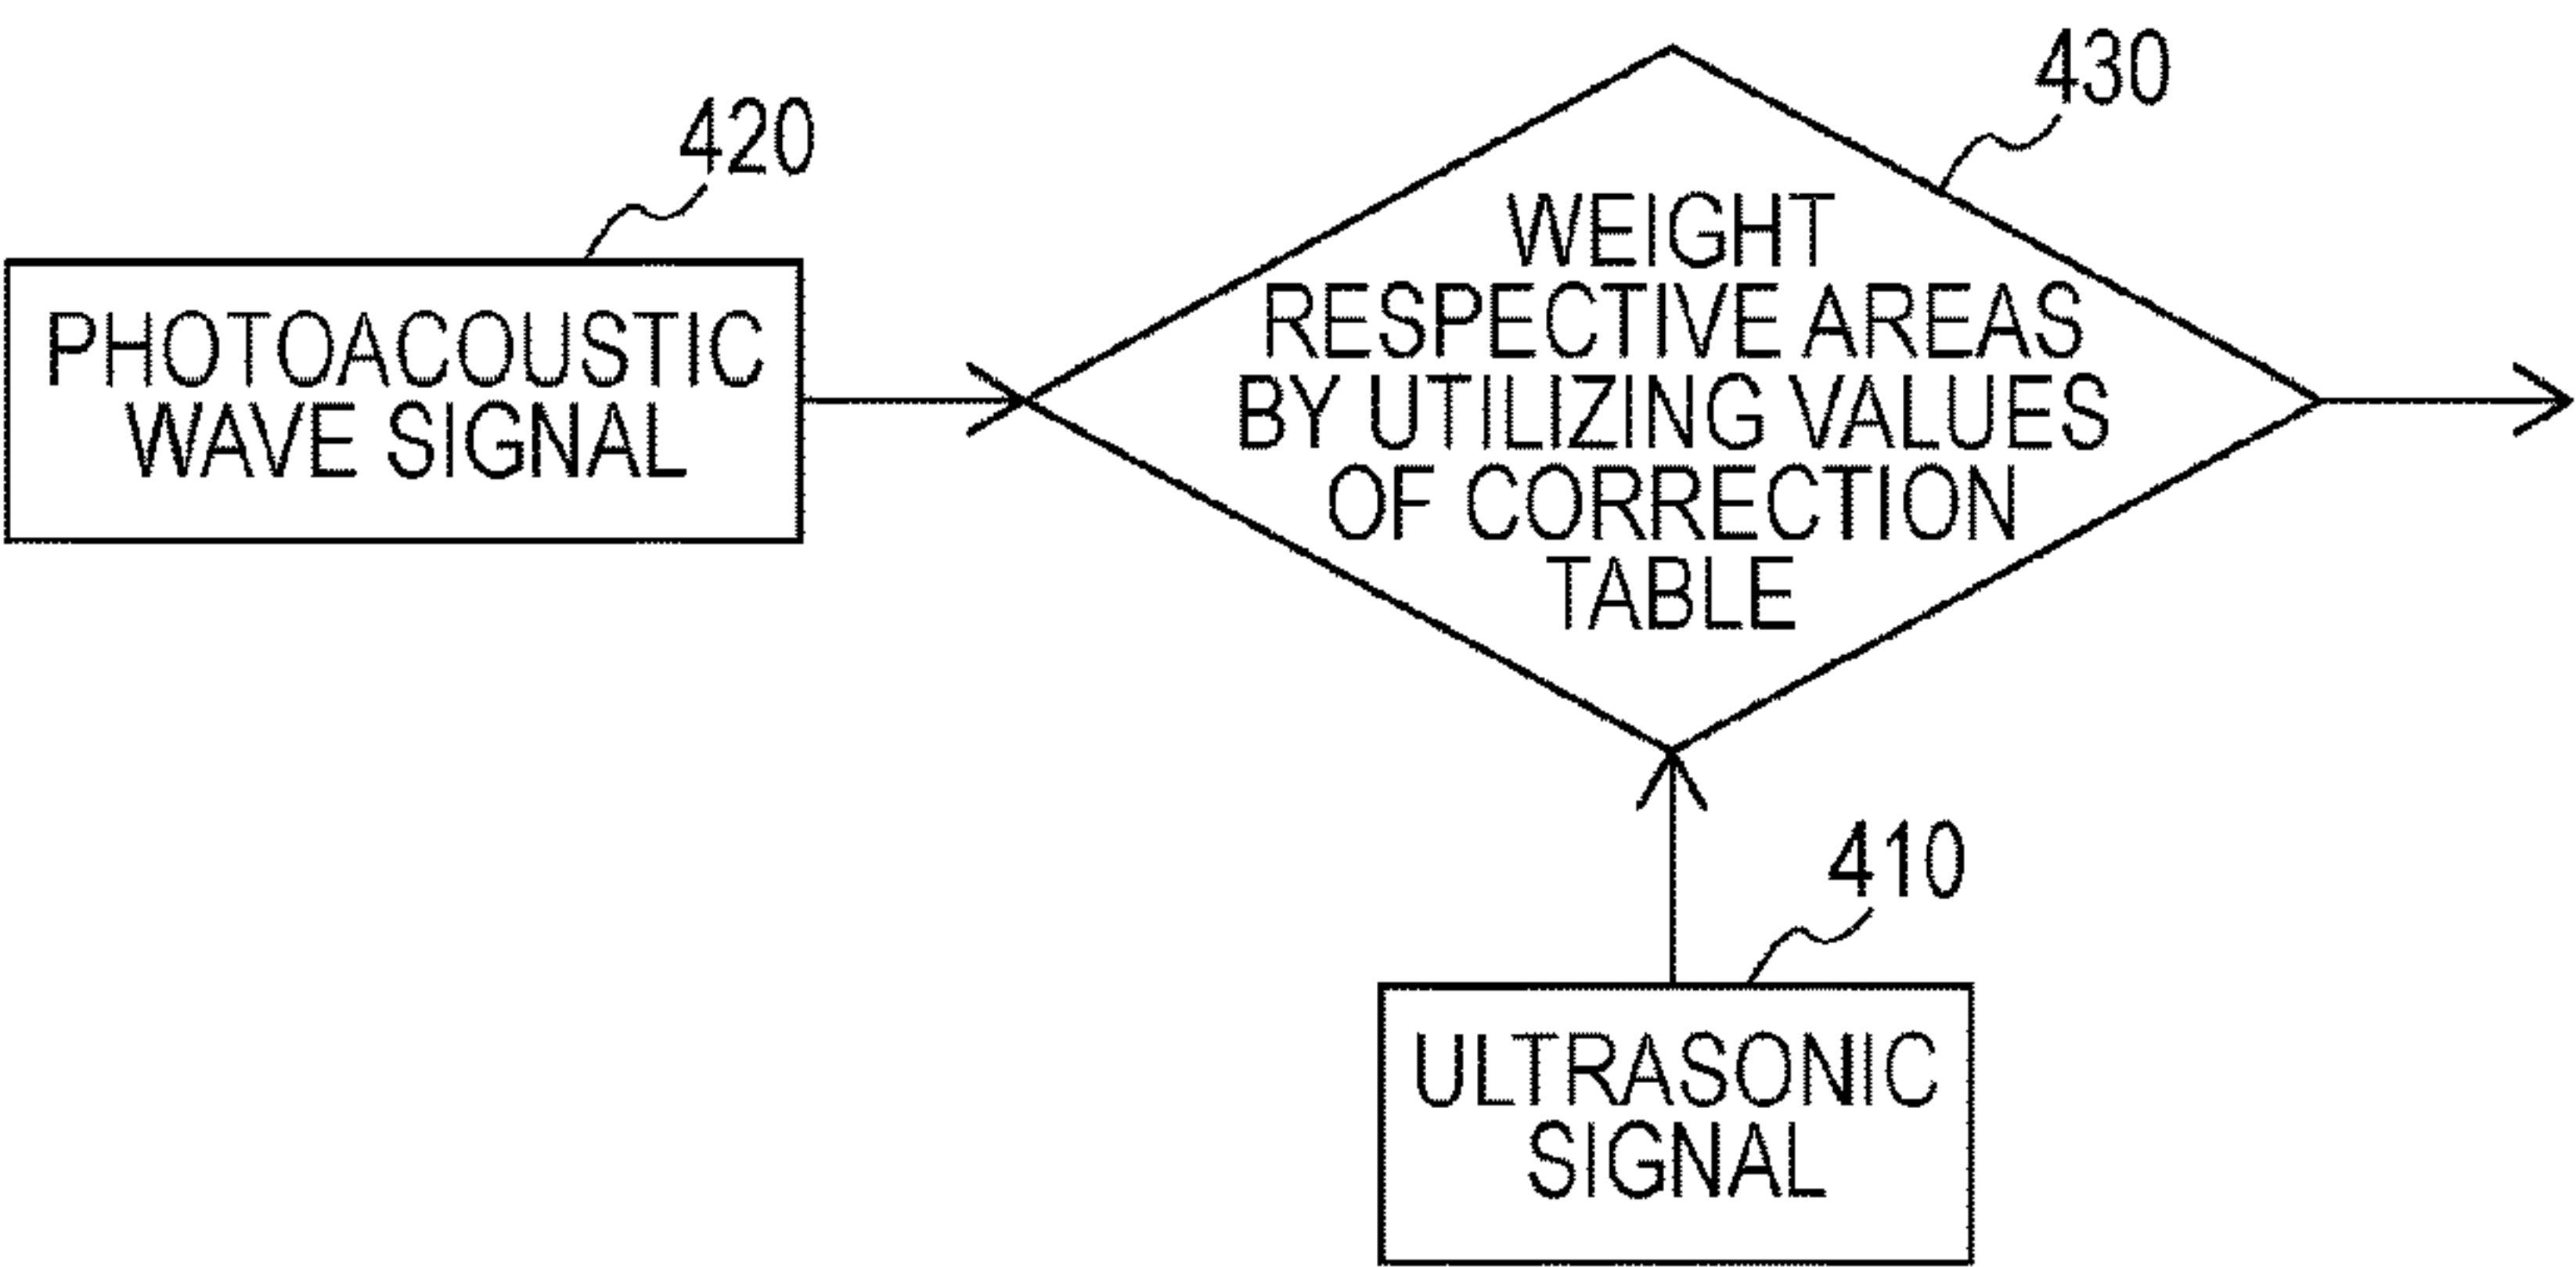 420
PHOTOACOUSTIC
WAVE SIGNAL
430
WEIGHT
RESPECTIVE AREAS
BY UTILIZING VALUES
OF CORRECTION
TABLE
410
ULTRASONIC
SIGNAL